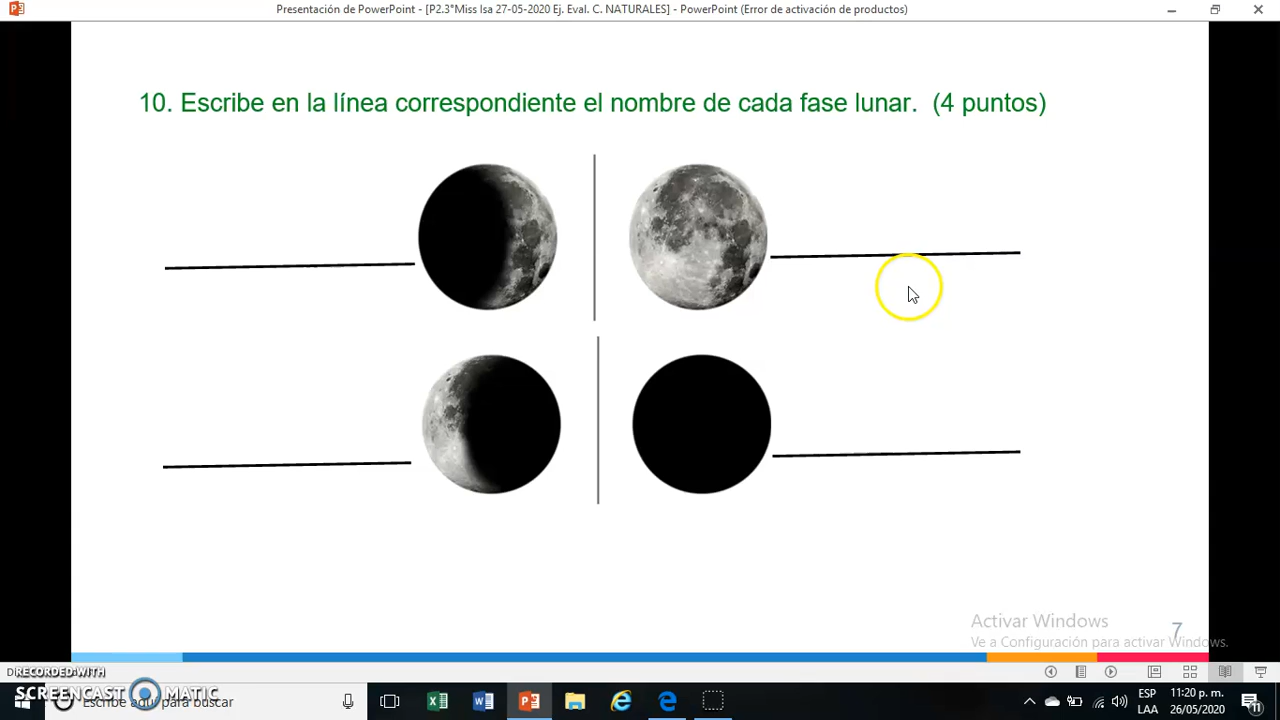 Presentación de PowerPoint - [P2.3°Miss Isa 27-05-2020 Ej. Eval. C. NATURALES] - PowerPoint (Error de activación de productos)
10. Escribe en la línea correspondiente el nombre de cada fase lunar. (4 puntos)
Activar Windows
7
Ve a Configuración para activar Windows.
RECORDED WITH
SCREENCAST MATIC
Escribe aquí para buscar
ESP
LAA
11:20 p. m.
26/05/2020
11